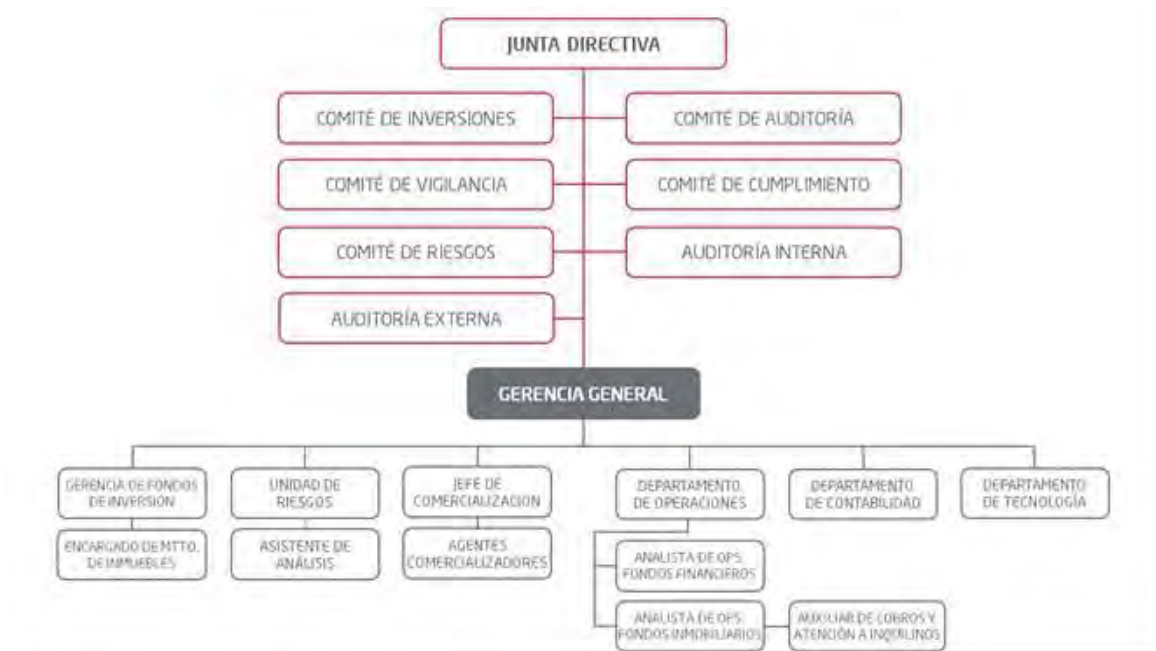 JUNTA DIRECTIVA
COMITÉ DE INVERSIONES
COMITÉ DE AUDITORÍA
COMITÉ DE VIGILANCIA
COMITÉ DE CUMPLIMIENTO
COMITÉ DE RIESGOS
AUDITORÍA INTERNA
AUDITORÍA EXTERNA
GERENCIA GENERAL
GERENCIA DE FONDOS
DE INVERSIÓN
UNIDAD DE
RIESGOS
JEFE DE
COMERCIALIZACIÓN
DEPARTAMENTO
DE OPERACIONES
DEPARTAMENTO
DE CONTABILIDAD
DEPARTAMENTO
DE TECNOLOGÍA
ENCARGADO DE MTTO.
DE INMUEBLES
ASISTENTE DE
ANÁLISIS
AGENTES
COMERCIALIZADORES
ANALISTA DE OPS.
FONDOS FINANCIEROS
ANALISTA DE OPS.
FONDOS INMOBILIARIOS
AUXILIAR DE COBROS Y
ATENCIÓN A INQUILINOS